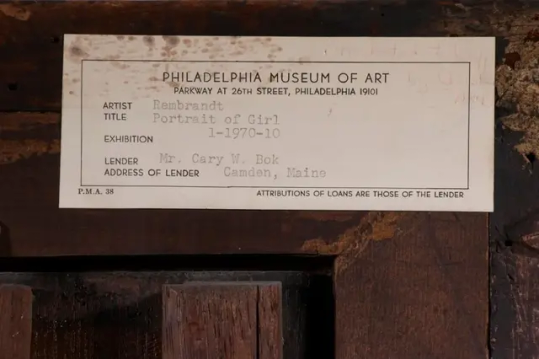 PHILADELPHIA MUSEUM OF ART
PARKWAY AT 26TH STREET, PHILADELPHIA 19101
ARTIST Rembrandt
TITLE Portrait of Girl
1-1970-10
EXHIBITION
LENDER Mr. Cary W. Bok
ADDRESS OF LENDER Camden, Maine
P.M.A. 38 ATTRIBUTIONS OF LOANS ARE THOSE OF THE LENDER